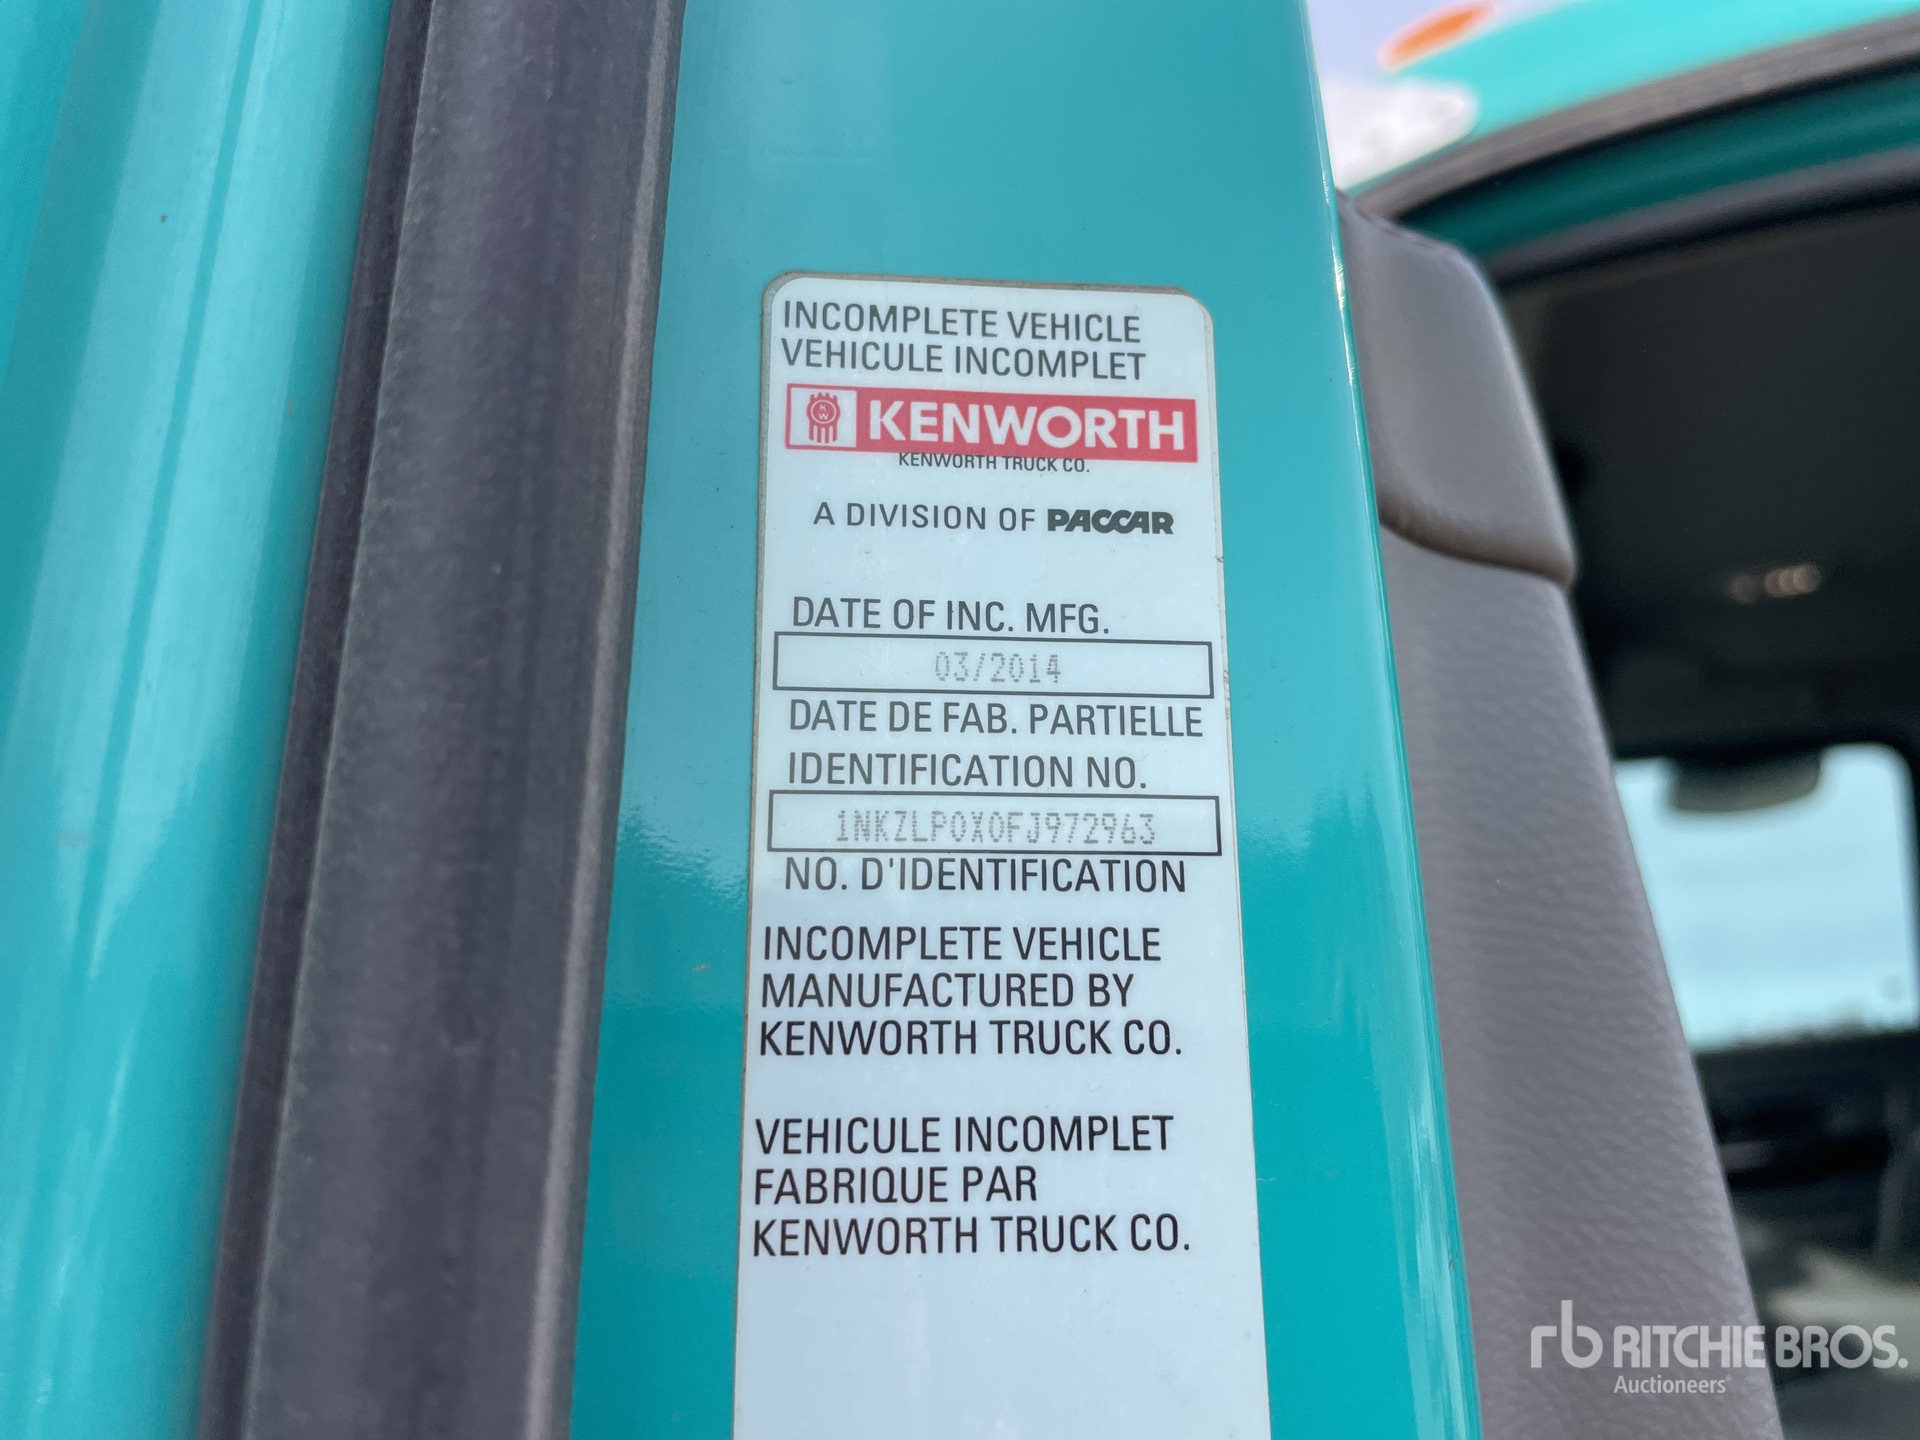 INCOMPLETE VEHICLE
VEHICULE INCOMPLET
KW KENWORTH
KENWORTH TRUCK CO.
A DIVISION OF PACCAR
DATE OF INC. MFG.
03/2014
DATE DE FAB. PARTIELLE
IDENTIFICATION NO.
1NKZLP0X0FJ972963
NO. D'IDENTIFICATION
INCOMPLETE VEHICLE
MANUFACTURED BY
KENWORTH TRUCK CO.
VEHICULE INCOMPLET
FABRIQUE PAR
KENWORTH TRUCK CO.
rb RITCHIE BROS.
Auctioneers